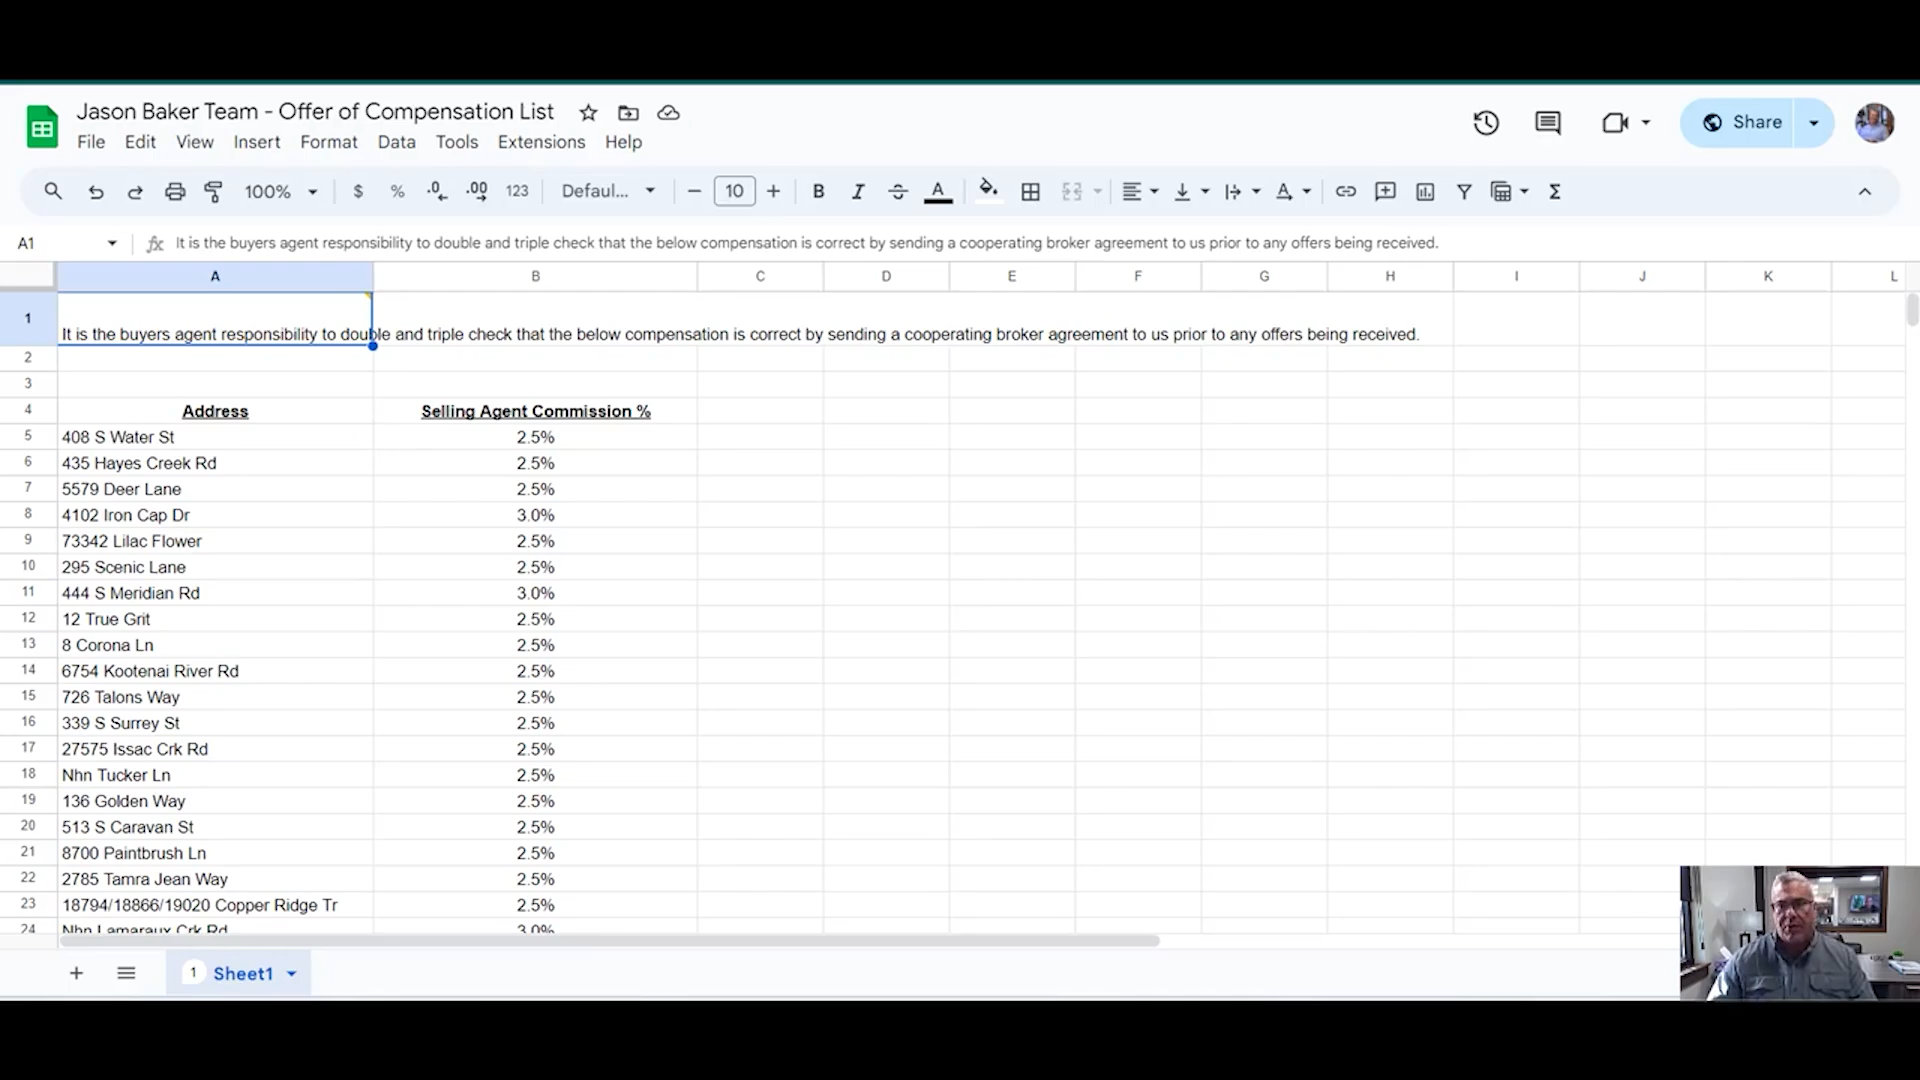 Jason Baker Team - Offer of Compensation List
File Edit View Insert Format Data Tools Extensions Help
Share
100% $ % .0 .00 123 Defaul... 10 B I A A
A1 fx It is the buyers agent responsibility to double and triple check that the below compensation is correct by sending a cooperating broker agreement to us prior to any offers being received.
A B C D E F G H I J K L
1 It is the buyers agent responsibility to double and triple check that the below compensation is correct by sending a cooperating broker agreement to us prior to any offers being received.
2
3
4 Address Selling Agent Commission %
5 408 S Water St 2.5%
6 435 Hayes Creek Rd 2.5%
7 5579 Deer Lane 2.5%
8 4102 Iron Cap Dr 3.0%
9 73342 Lilac Flower 2.5%
10 295 Scenic Lane 2.5%
11 444 S Meridian Rd 3.0%
12 12 True Grit 2.5%
13 8 Corona Ln 2.5%
14 6754 Kootenai River Rd 2.5%
15 726 Talons Way 2.5%
16 339 S Surrey St 2.5%
17 27575 Issac Crk Rd 2.5%
18 Nhn Tucker Ln 2.5%
19 136 Golden Way 2.5%
20 513 S Caravan St 2.5%
21 8700 Paintbrush Ln 2.5%
22 2785 Tamra Jean Way 2.5%
23 18794/18866/19020 Copper Ridge Tr 2.5%
24 Nhn Lamaraux Crk Rd 3.0%
1 Sheet1